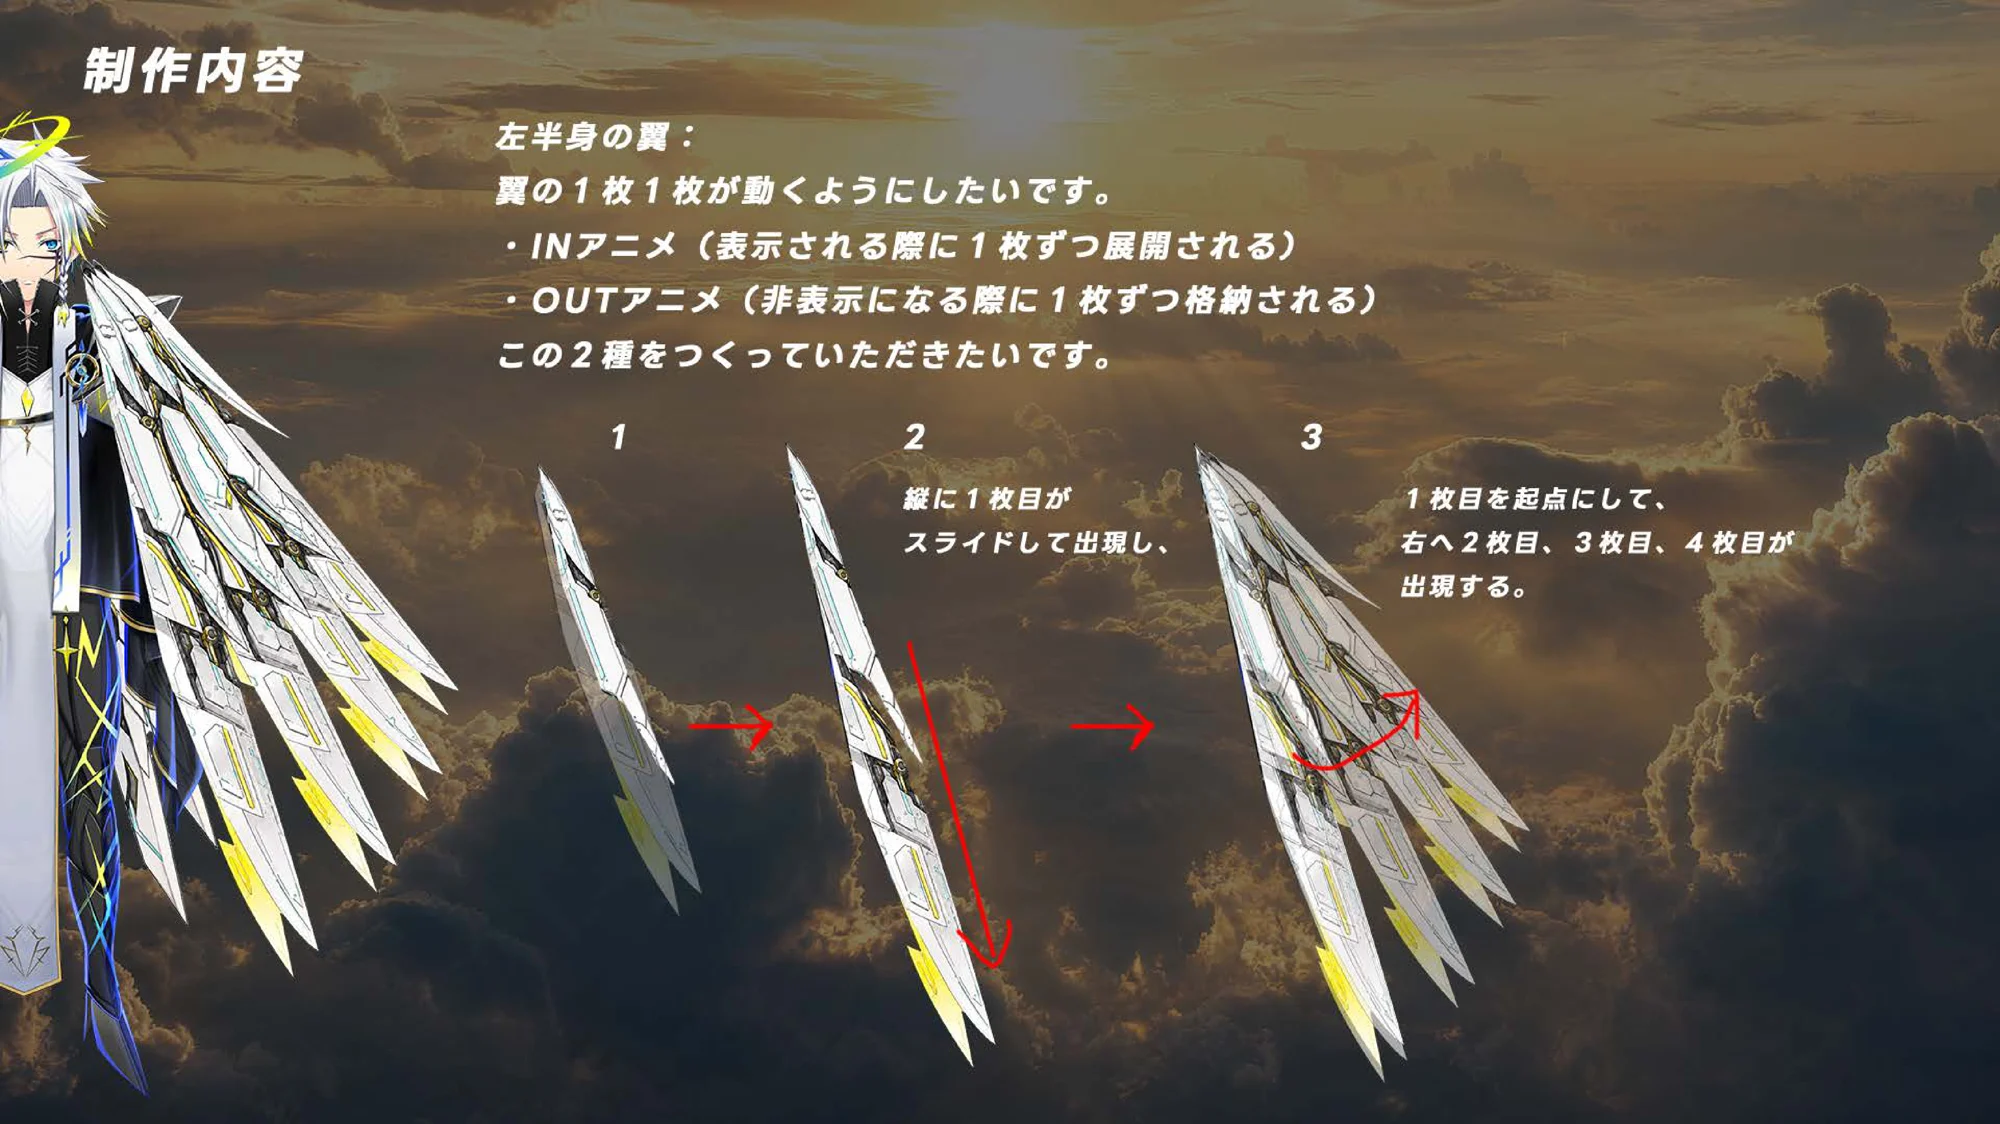 制作内容
左半身の翼：
翼の１枚１枚が動くようにしたいです。
・INアニメ（表示される際に１枚ずつ展開される）
・OUTアニメ（非表示になる際に１枚ずつ格納される）
この２種をつくっていただきたいです。
1
2
3
縦に１枚目が
スライドして出現し、
１枚目を起点にして、
右へ２枚目、３枚目、４枚目が
出現する。